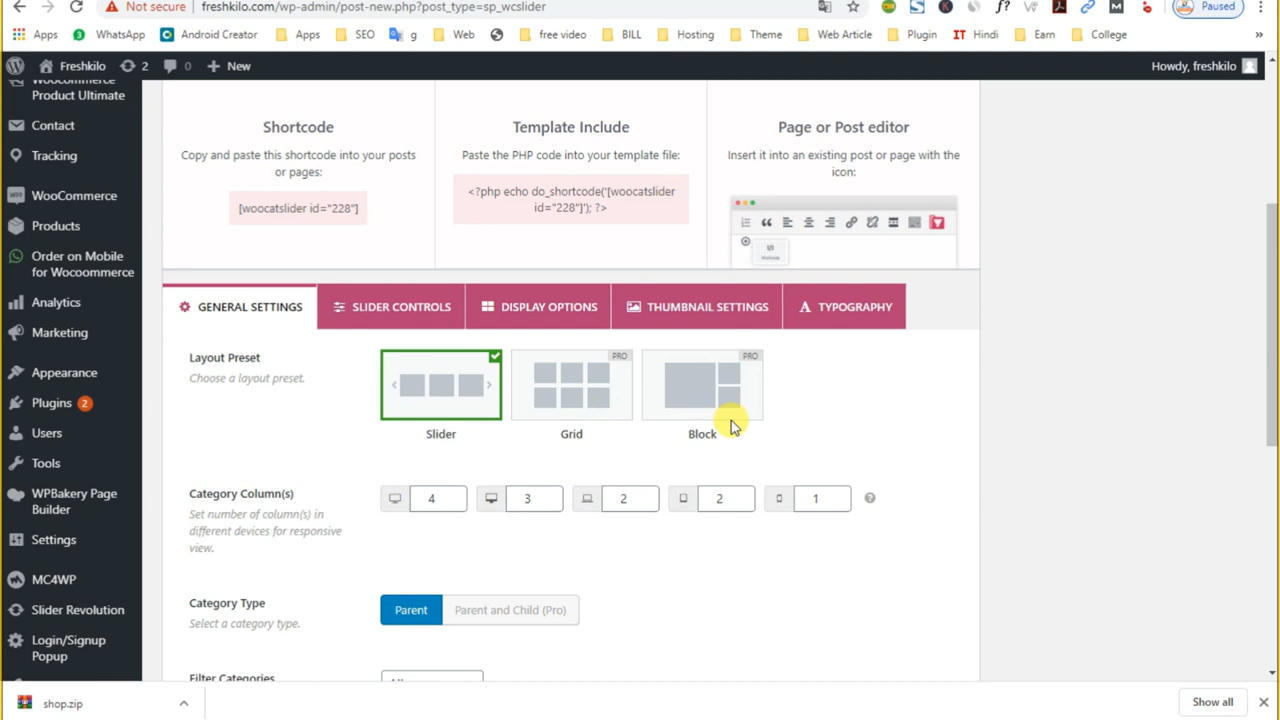 Not secure freshkilo.com/wp-admin/post-new.php?post_type=sp_wcslider Paused
Apps WhatsApp Android Creator Apps SEO g Web free video BILL Hosting Theme Web Article Plugin IT Hindi Earn College »
Freshkilo 2 0 + New Howdy, freshkilo
WooCommerce
Product Ultimate
Contact
Tracking
WooCommerce
Products
Order on Mobile
for Wocoommerce
Analytics
Marketing
Appearance
Plugins 2
Users
Tools
WPBakery Page
Builder
Settings
MC4WP
Slider Revolution
Login/Signup
Popup
Shortcode
Copy and paste this shortcode into your posts
or pages:
[woocatslider id="228"]
Template Include
Paste the PHP code into your template file:
<?php echo do_shortcode('[woocatslider
id="228"]'); ?>
Page or Post editor
Insert it into an existing post or page with the
icon:
GENERAL SETTINGS SLIDER CONTROLS DISPLAY OPTIONS THUMBNAIL SETTINGS TYPOGRAPHY
Layout Preset
Choose a layout preset.
PRO PRO
Slider Grid Block
Category Column(s)
Set number of column(s) in
different devices for responsive
view.
4 3 2 2 1
Category Type
Select a category type.
Parent Parent and Child (Pro)
Filter Categories
shop.zip Show all